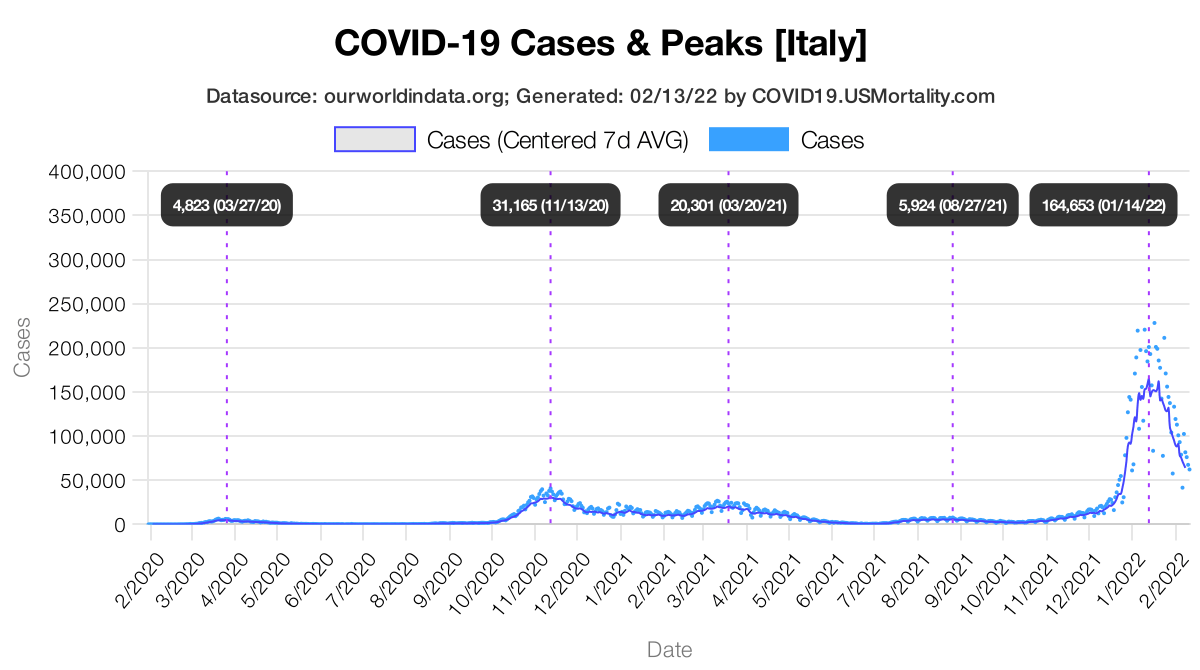 COVID-19 Cases & Peaks [Italy]
Datasource: ourworldindata.org; Generated: 02/13/22 by COVID19.USMortality.com
Cases (Centered 7d AVG) Cases
400,000
4,823 (03/27/20) 31,165 (11/13/20) 20,301 (03/20/21) 5,924 (08/27/21) 164,653 (01/14/22)
350,000
300,000
250,000
200,000
150,000
100,000
50,000
0
Cases
2/2020 3/2020 4/2020 5/2020 6/2020 7/2020 8/2020 9/2020 10/2020 11/2020 12/2020 1/2021 2/2021 3/2021 4/2021 5/2021 6/2021 7/2021 8/2021 9/2021 10/2021 11/2021 12/2021 1/2022 2/2022
Date